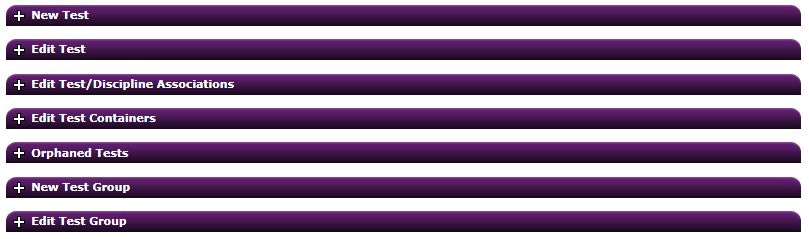 New Test
Edit Test
Edit Test/Discipline Associations
Edit Test Containers
Orphaned Tests
New Test Group
Edit Test Group